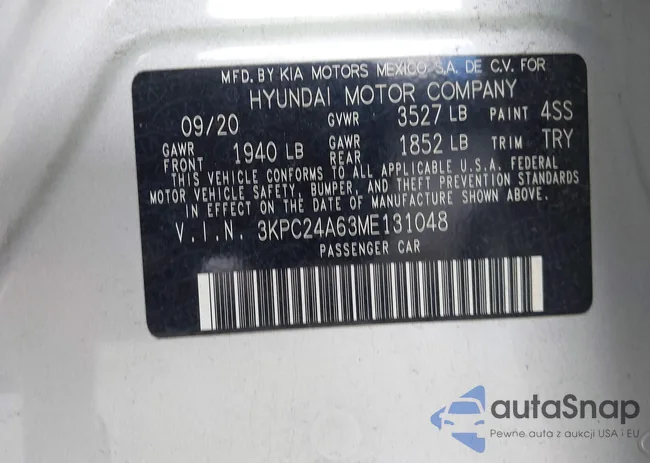 MFD. BY KIA MOTORS MEXICO S.A. DE C.V. FOR
HYUNDAI MOTOR COMPANY
09/20 GVWR 3527 LB PAINT 4SS
GAWR FRONT 1940 LB GAWR REAR 1852 LB TRIM TRY
THIS VEHICLE CONFORMS TO ALL APPLICABLE U.S.A. FEDERAL
MOTOR VEHICLE SAFETY, BUMPER, AND THEFT PREVENTION STANDARDS
IN EFFECT ON THE DATE OF MANUFACTURE SHOWN ABOVE.
V.I.N. 3KPC24A63ME131048
PASSENGER CAR
autaSnap
Pewne auta z aukcji USA i EU